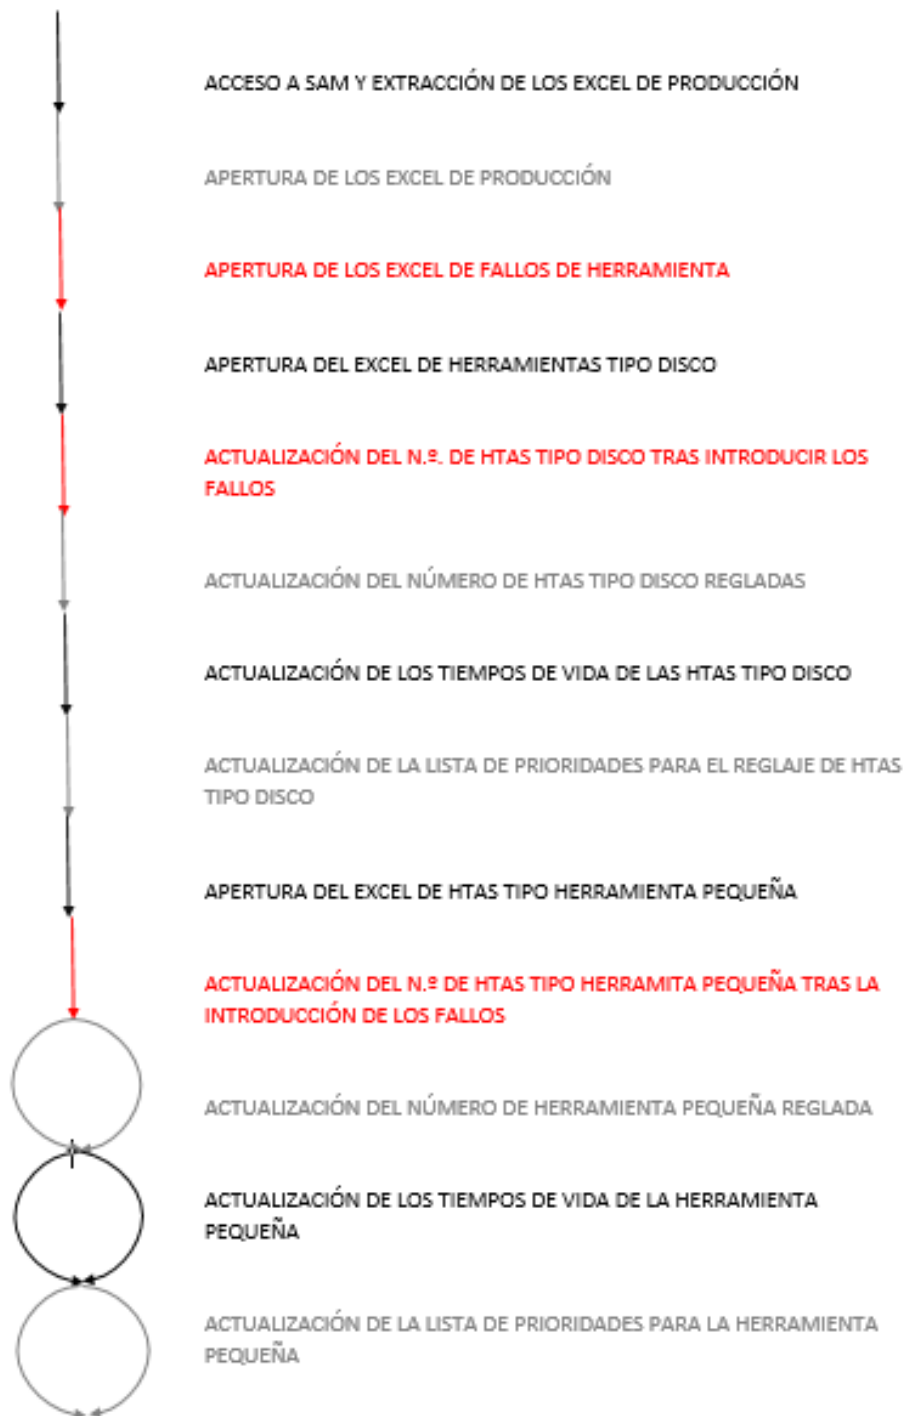 ACCESO A SAM Y EXTRACCIÓN DE LOS EXCEL DE PRODUCCIÓN
APERTURA DE LOS EXCEL DE PRODUCCIÓN
APERTURA DE LOS EXCEL DE FALLOS DE HERRAMIENTA
APERTURA DEL EXCEL DE HERRAMIENTAS TIPO DISCO
ACTUALIZACIÓN DEL N.º. DE HTAS TIPO DISCO TRAS INTRODUCIR LOS
FALLOS
ACTUALIZACIÓN DEL NÚMERO DE HTAS TIPO DISCO REGLADAS
ACTUALIZACIÓN DE LOS TIEMPOS DE VIDA DE LAS HTAS TIPO DISCO
ACTUALIZACIÓN DE LA LISTA DE PRIORIDADES PARA EL REGLAJE DE HTAS
TIPO DISCO
APERTURA DEL EXCEL DE HTAS TIPO HERRAMIENTA PEQUEÑA
ACTUALIZACIÓN DEL N.º DE HTAS TIPO HERRAMITA PEQUEÑA TRAS LA
INTRODUCCIÓN DE LOS FALLOS
ACTUALIZACIÓN DEL NÚMERO DE HERRAMIENTA PEQUEÑA REGLADA
ACTUALIZACIÓN DE LOS TIEMPOS DE VIDA DE LA HERRAMIENTA
PEQUEÑA
ACTUALIZACIÓN DE LA LISTA DE PRIORIDADES PARA LA HERRAMIENTA
PEQUEÑA